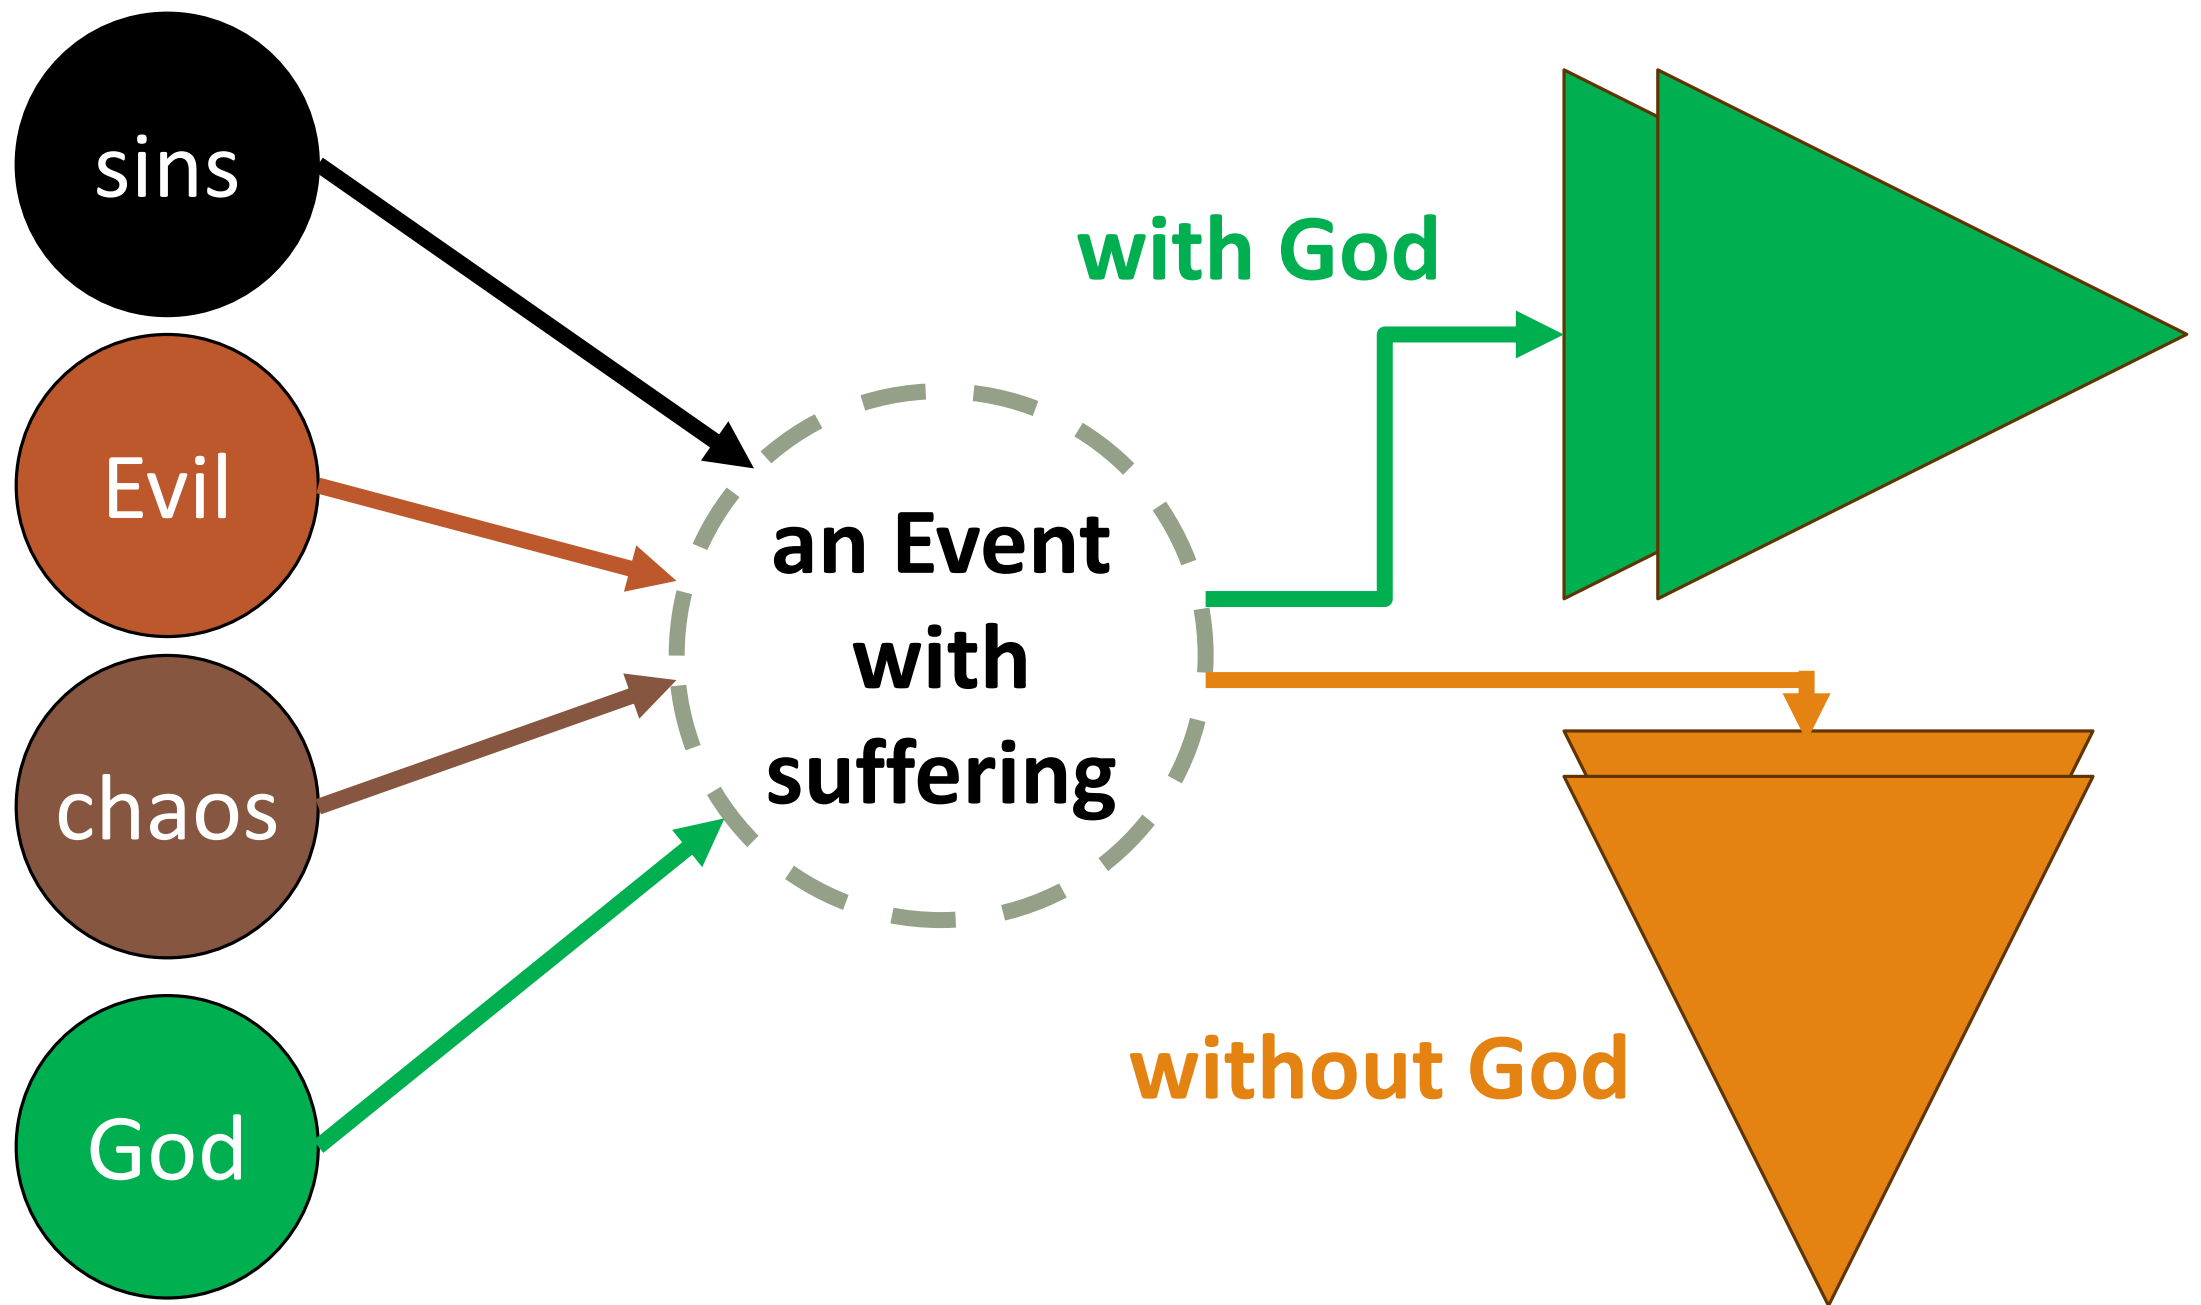 sins
Evil
chaos
God
an Event
with
suffering
with God
without God